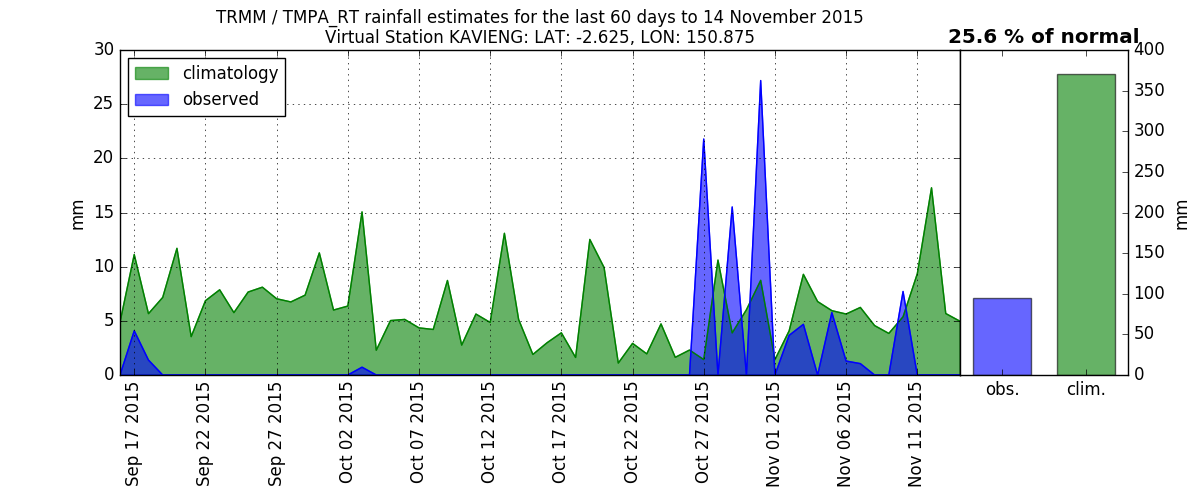 TRMM / TMPA_RT rainfall estimates for the last 60 days to 14 November 2015
Virtual Station KAVIENG: LAT: -2.625, LON: 150.875
25.6 % of normal
climatology
observed
30
25
20
15
10
5
0
mm
Sep 17 2015
Sep 22 2015
Sep 27 2015
Oct 02 2015
Oct 07 2015
Oct 12 2015
Oct 17 2015
Oct 22 2015
Oct 27 2015
Nov 01 2015
Nov 06 2015
Nov 11 2015
obs.
clim.
400
350
300
250
200
150
100
50
0
mm